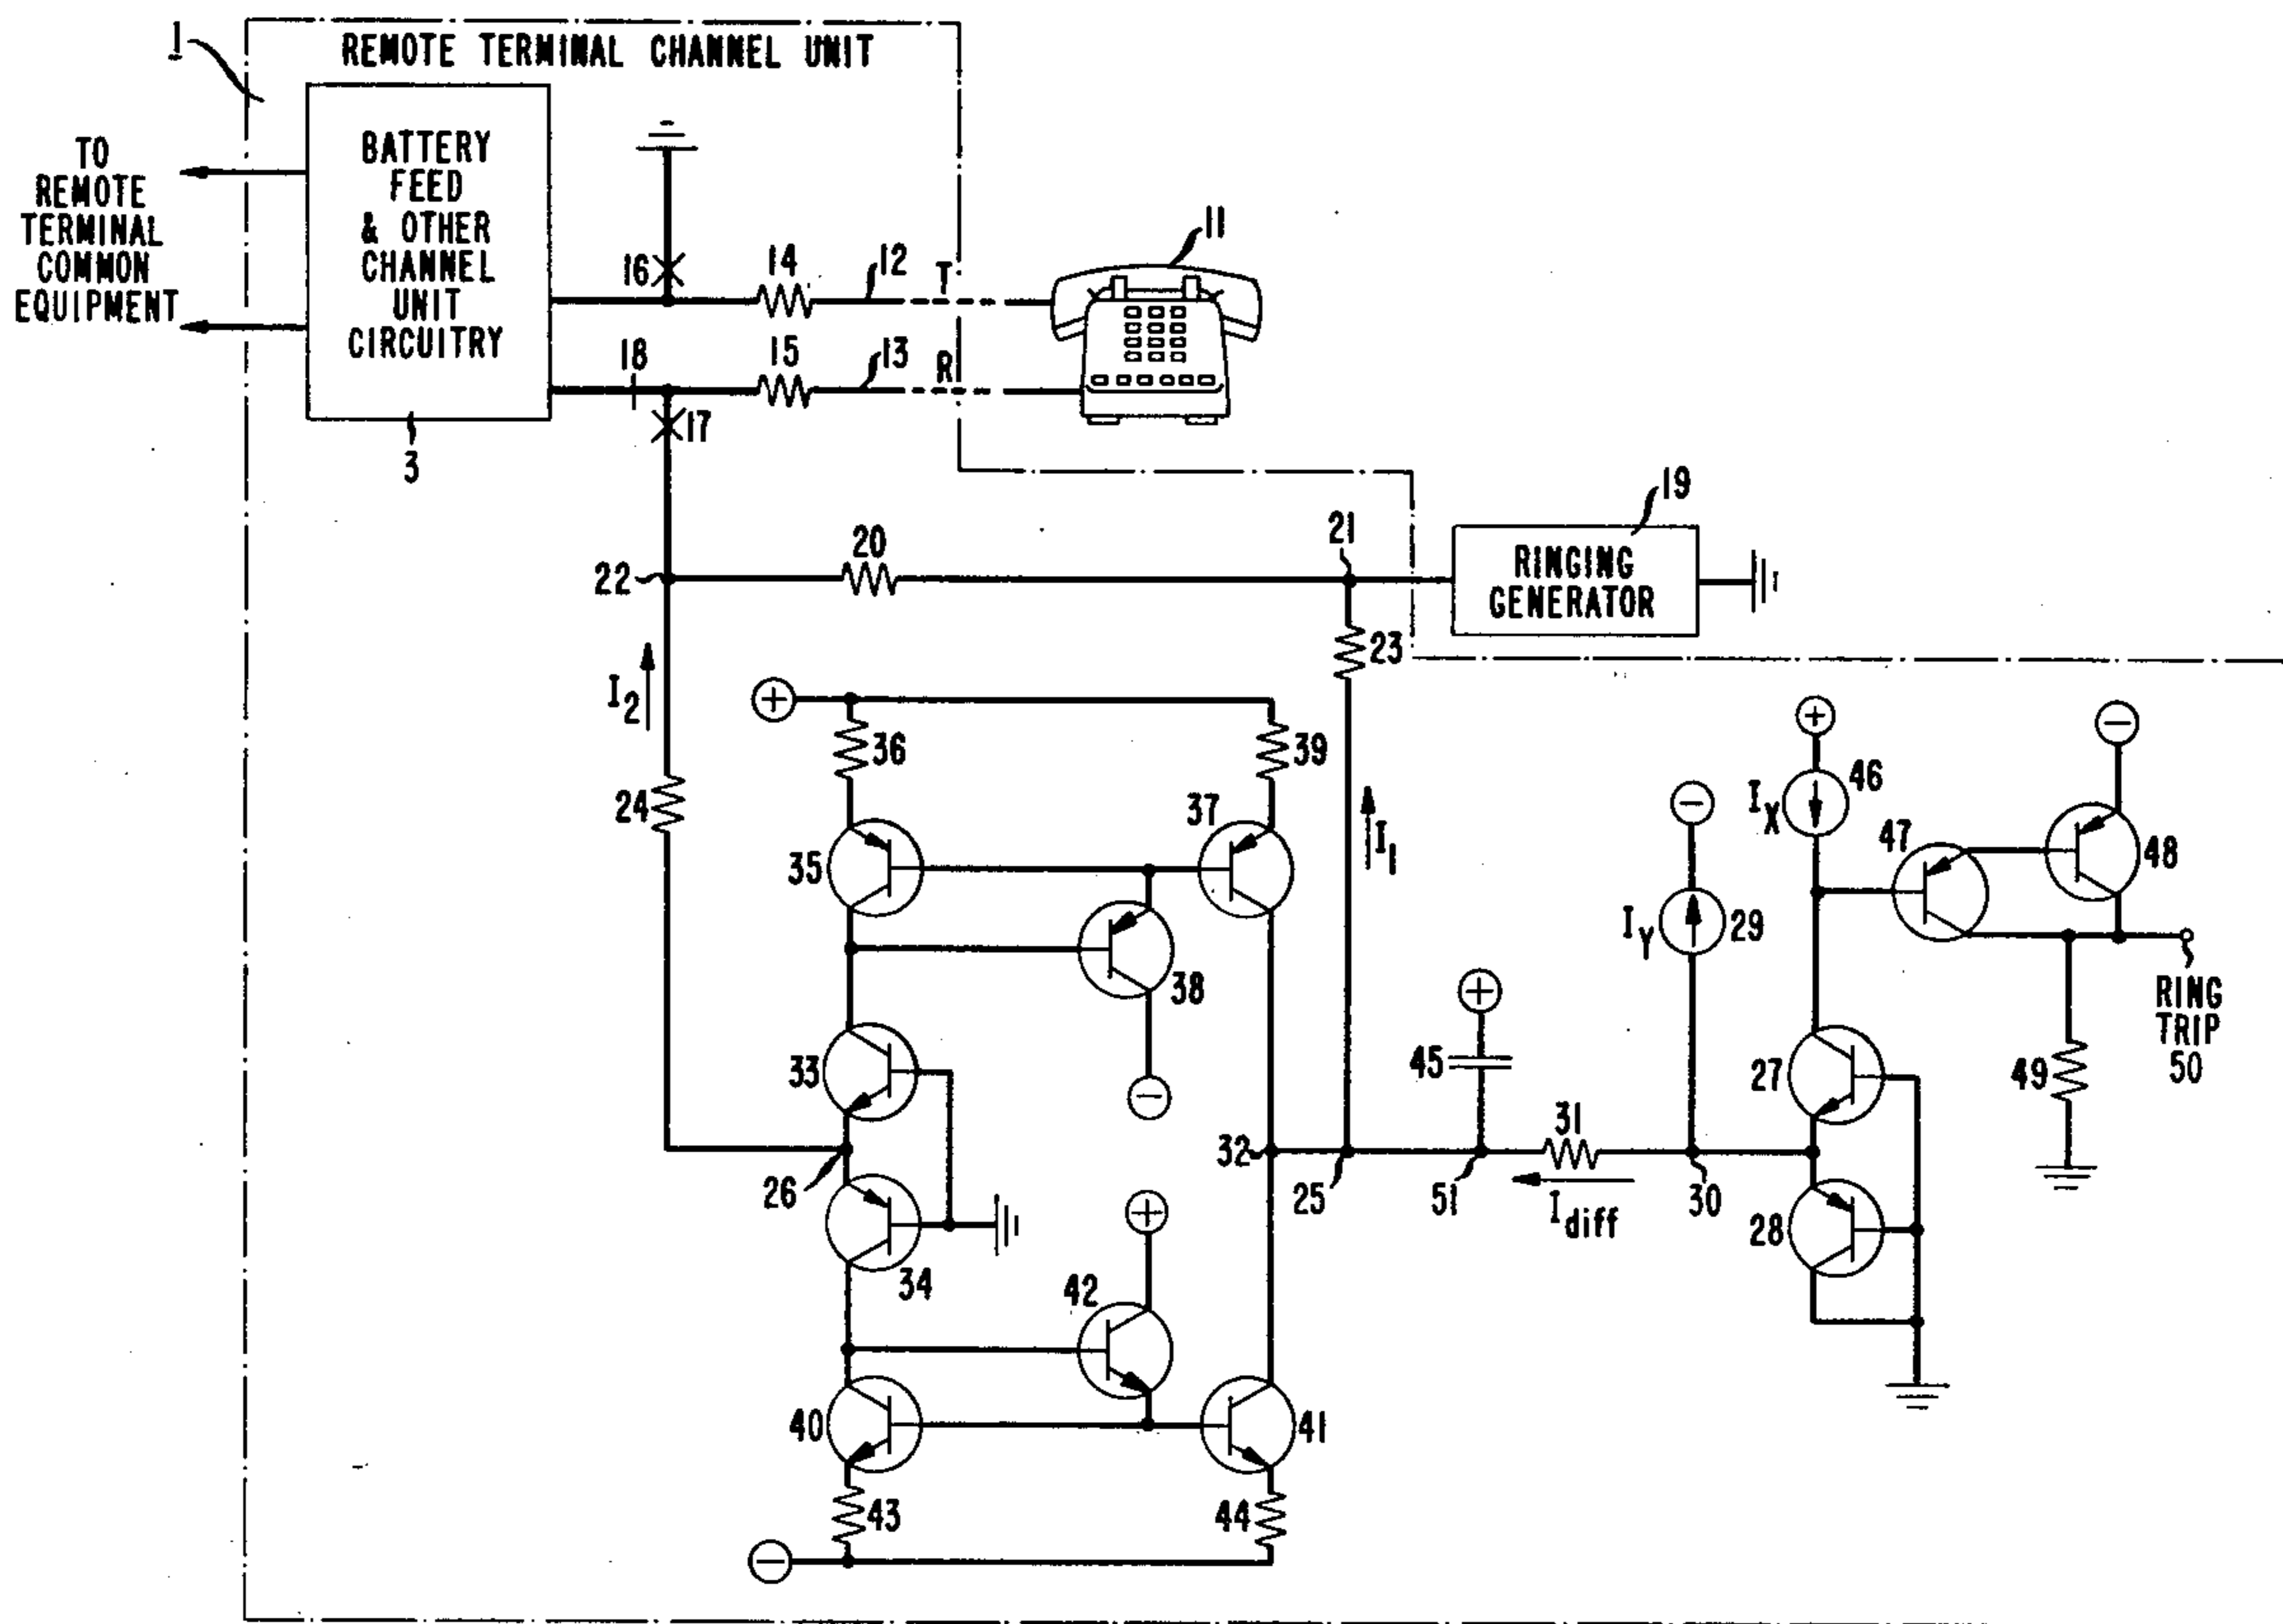 1
REMOTE TERMINAL CHANNEL UNIT
TO
REMOTE
TERMINAL
COMMON
EQUIPMENT
BATTERY
FEED
& OTHER
CHANNEL
UNIT
CIRCUITRY
3
16
14
12
T
11
18
15
13
R
17
19
RINGING
GENERATOR
20
21
22
23
I2
24
+
36
39
35
37
38
−
33
26
34
32
25
I1
+
42
40
41
43
44
−
+
45
51
31
Idiff
30
−
IY
29
+
IX
46
47
−
48
27
28
49
RING
TRIP
50